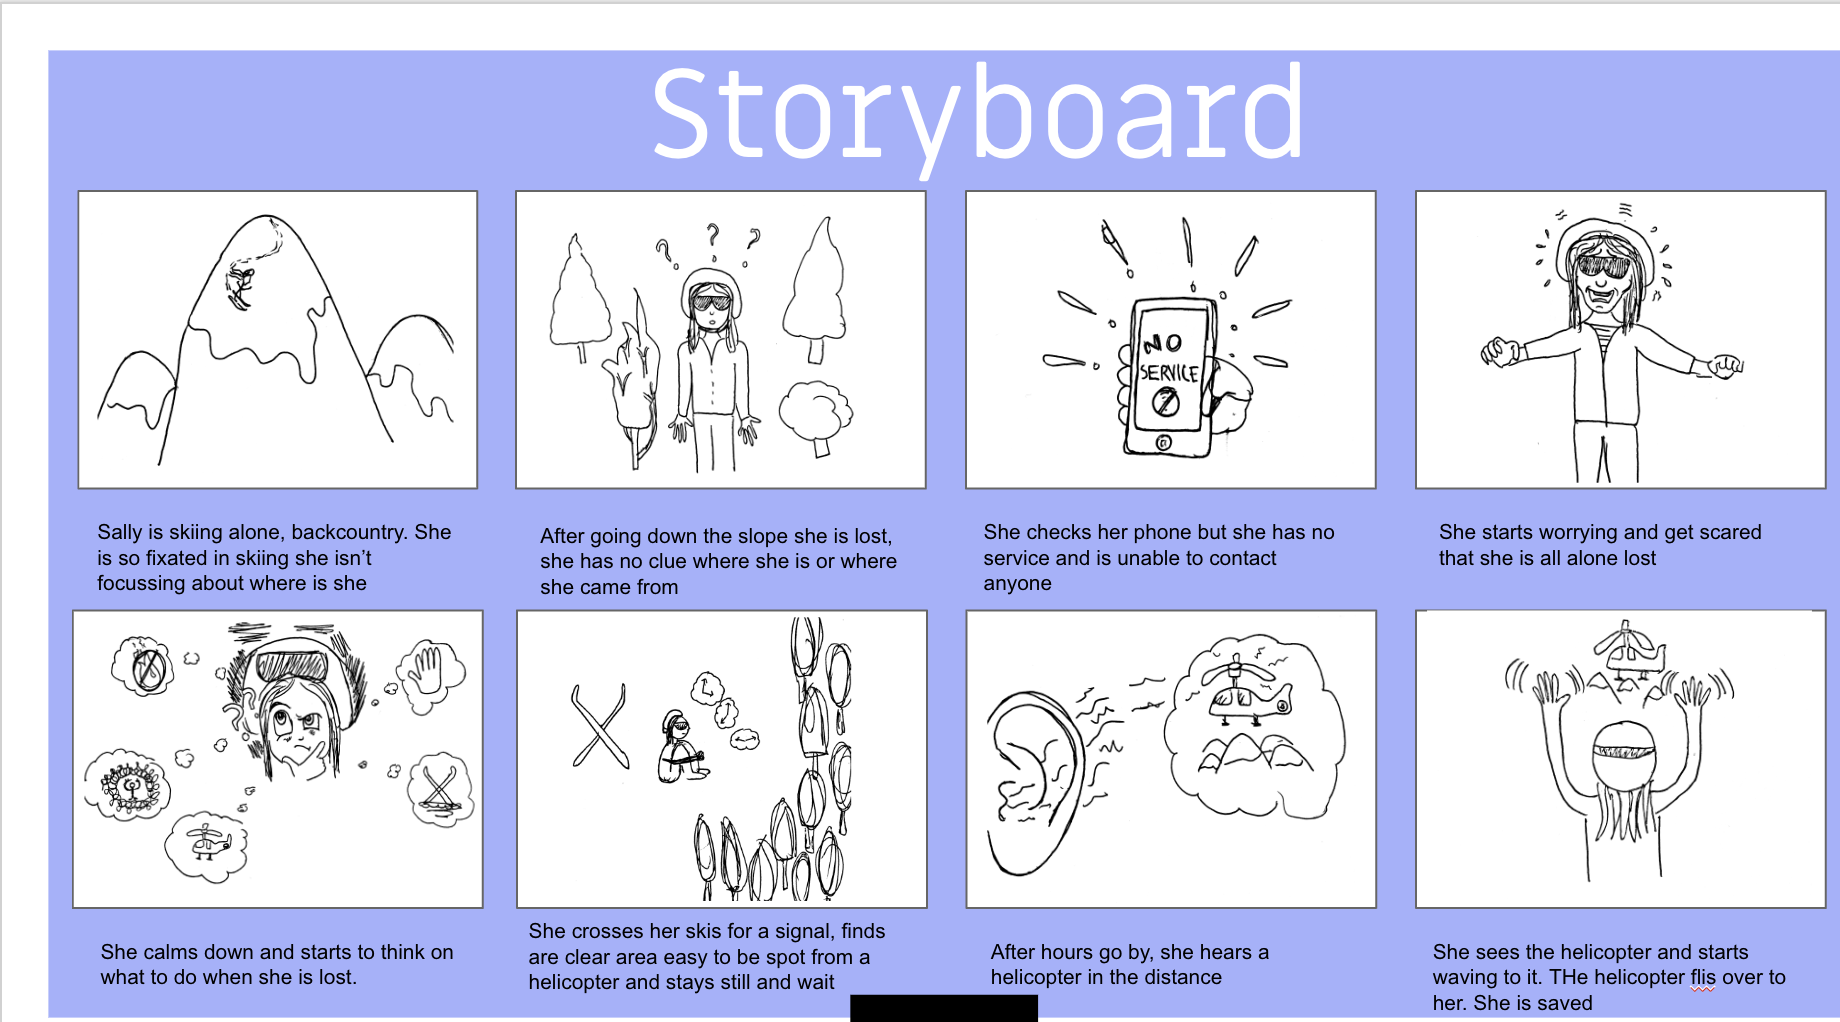 Storyboard
? ? ?
NO
SERVICE
Sally is skiing alone, backcountry. She
is so fixated in skiing she isn’t
focussing about where is she
After going down the slope she is lost,
she has no clue where she is or where
she came from
She checks her phone but she has no
service and is unable to contact
anyone
She starts worrying and get scared
that she is all alone lost
She calms down and starts to think on
what to do when she is lost.
She crosses her skis for a signal, finds
are clear area easy to be spot from a
helicopter and stays still and wait
After hours go by, she hears a
helicopter in the distance
She sees the helicopter and starts
waving to it. THe helicopter flis over to
her. She is saved